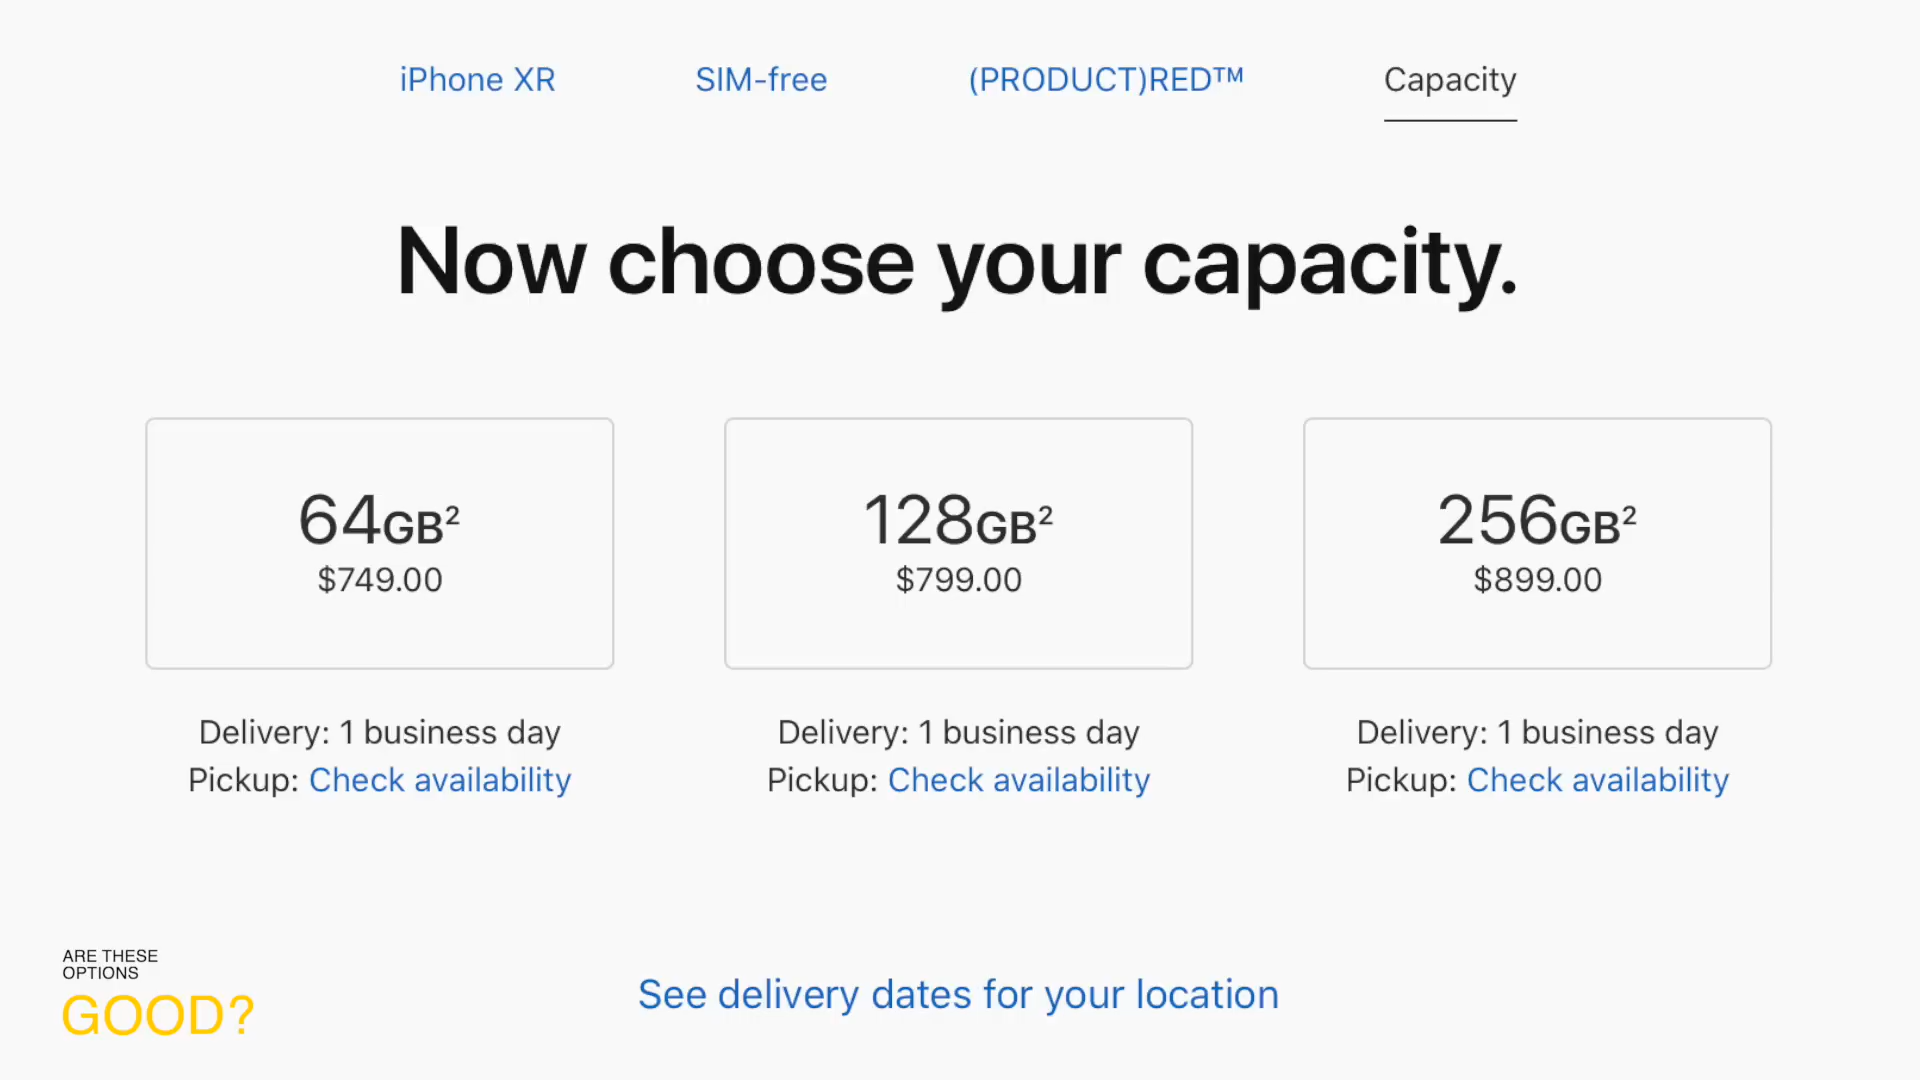 iPhone XR SIM-free (PRODUCT)RED™ Capacity
Now choose your capacity.
64GB²
$749.00
Delivery: 1 business day
Pickup: Check availability
128GB²
$799.00
Delivery: 1 business day
Pickup: Check availability
256GB²
$899.00
Delivery: 1 business day
Pickup: Check availability
See delivery dates for your location
ARE THESE
OPTIONS
GOOD?